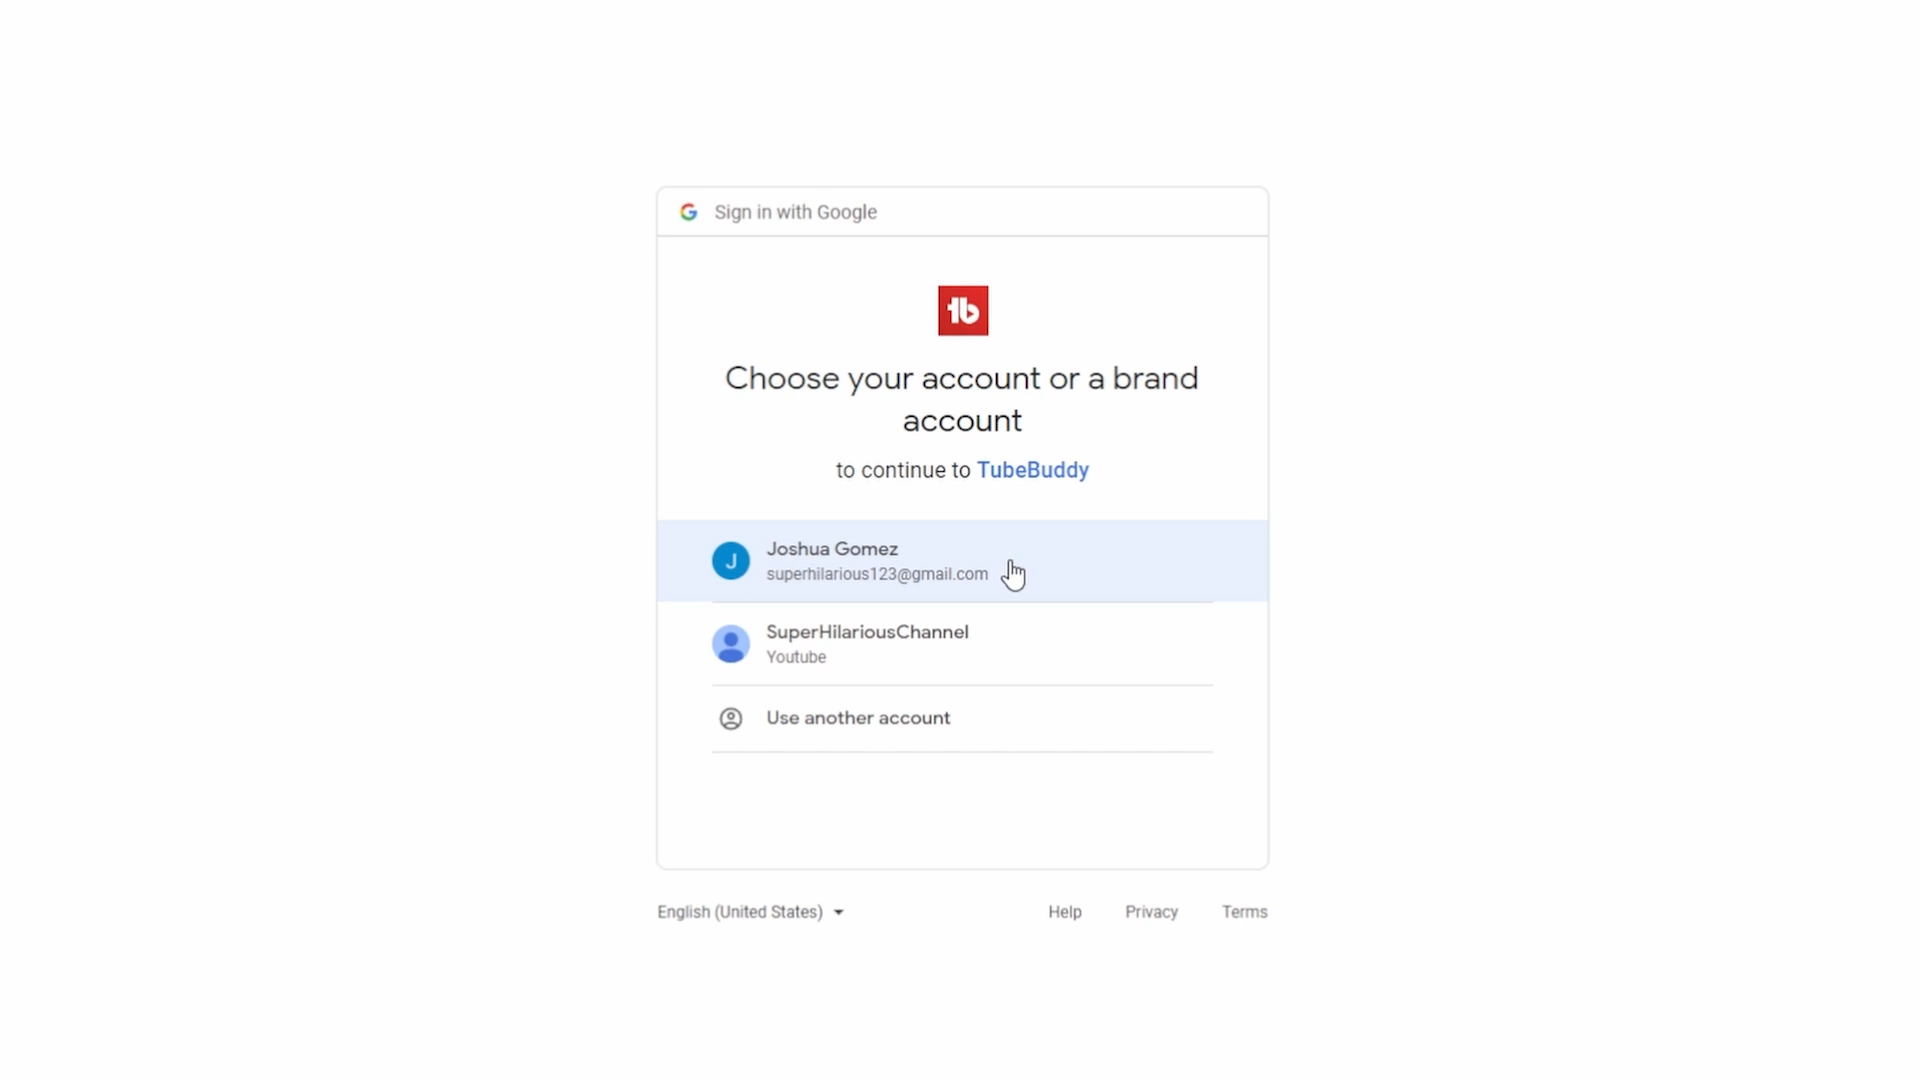 Sign in with Google
tb
Choose your account or a brand
account
to continue to TubeBuddy
J
Joshua Gomez
superhilarious123@gmail.com
SuperHilariousChannel
Youtube
Use another account
English (United States)
Help
Privacy
Terms